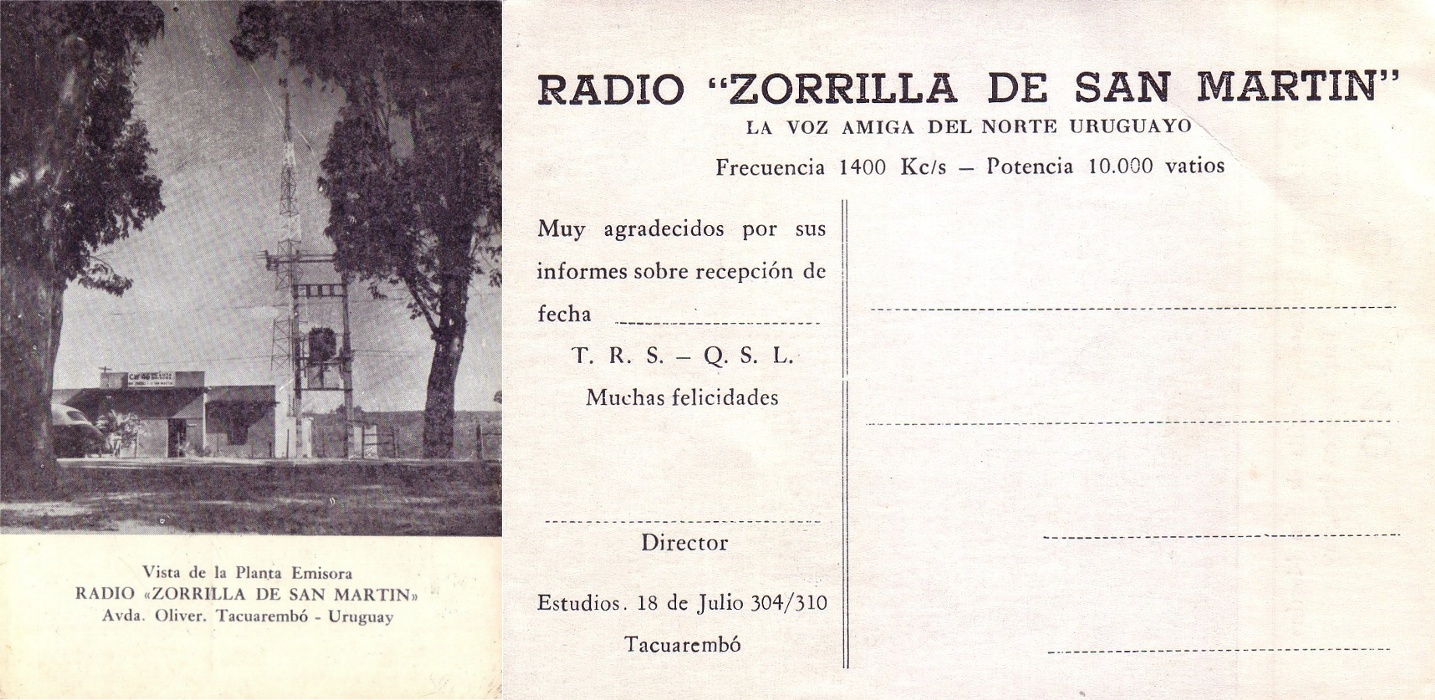 Vista de la Planta Emisora
RADIO «ZORRILLA DE SAN MARTIN»
Avda. Oliver. Tacuarembó - Uruguay
RADIO “ZORRILLA DE SAN MARTIN”
LA VOZ AMIGA DEL NORTE URUGUAYO
Frecuencia 1400 Kc/s — Potencia 10.000 vatios
Muy agradecidos por sus
informes sobre recepción de
fecha
T. R. S. — Q. S. L.
Muchas felicidades
Director
Estudios. 18 de Julio 304/310
Tacuarembó